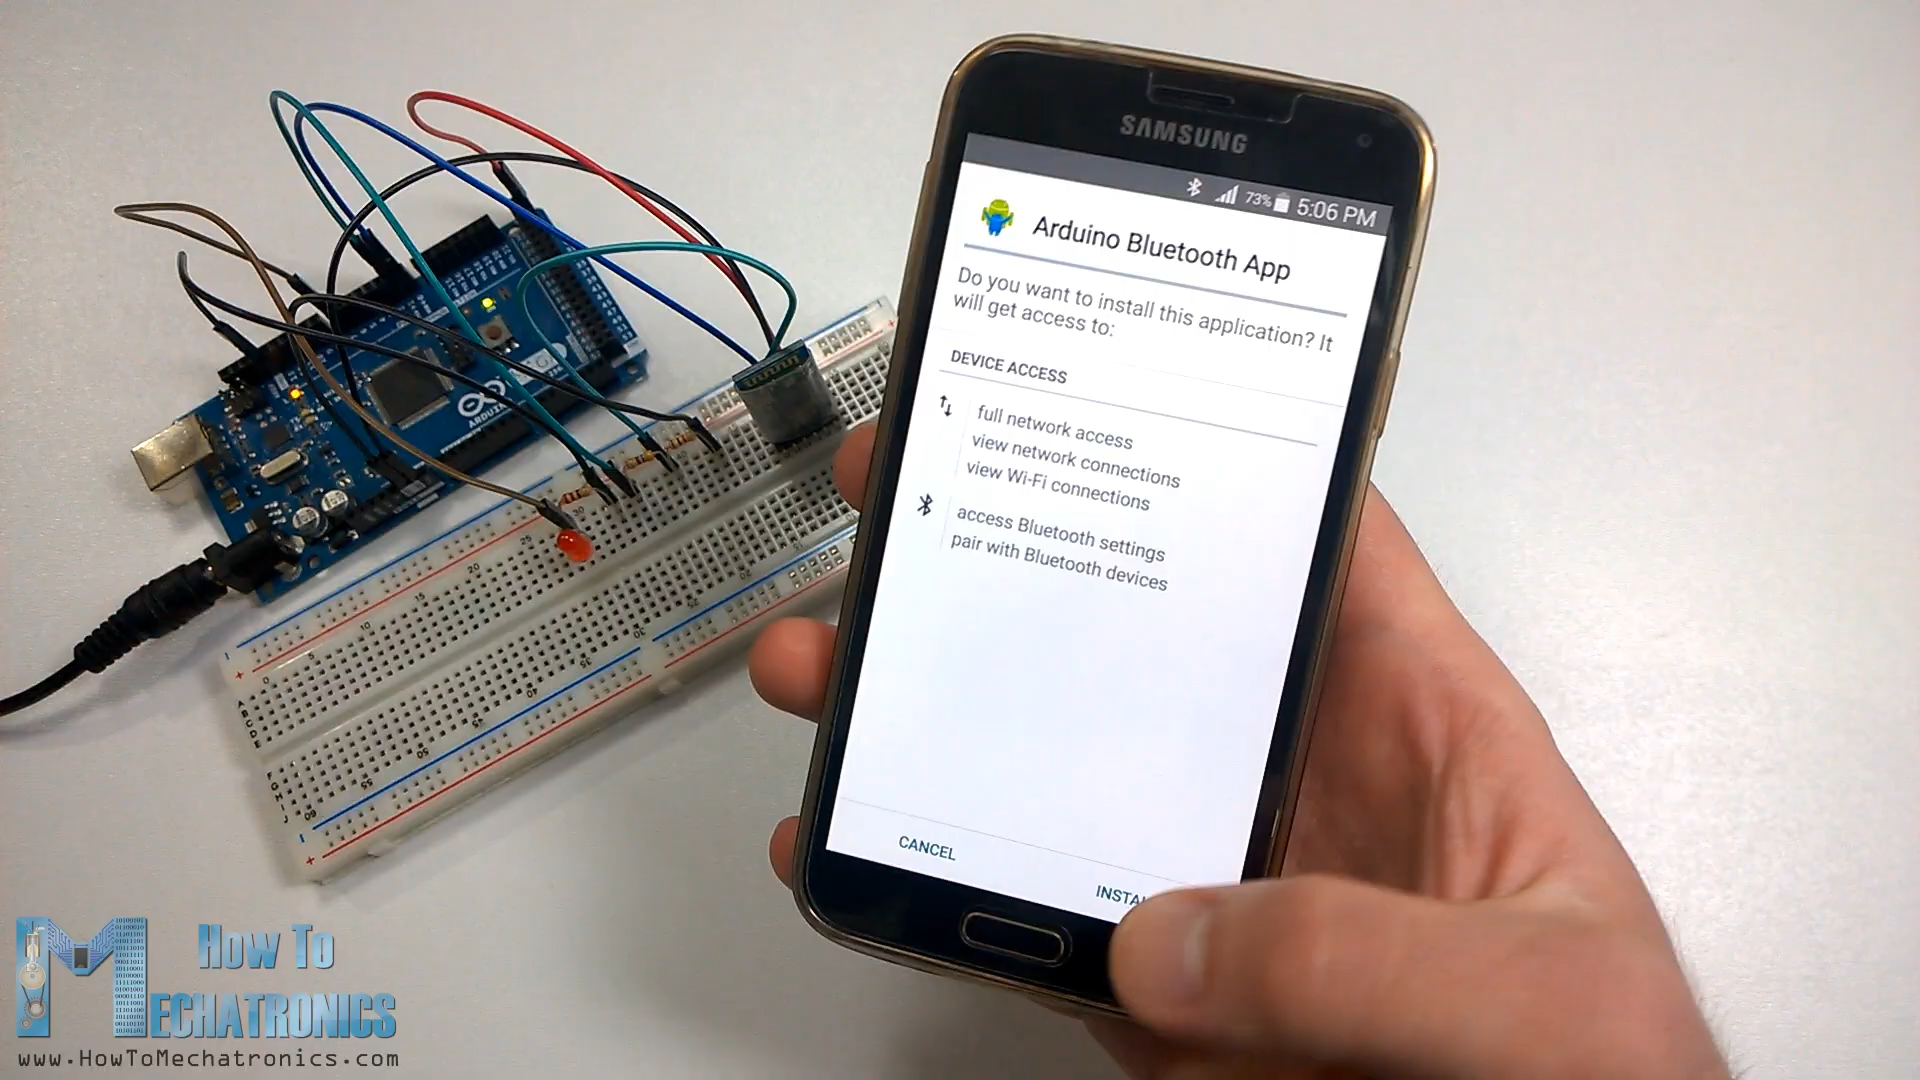 SAMSUNG
73% 5:06 PM
Arduino Bluetooth App
Do you want to install this application? It
will get access to:
DEVICE ACCESS
full network access
view network connections
view Wi-Fi connections
access Bluetooth settings
pair with Bluetooth devices
CANCEL
INSTAL
How To
MECHATRONICS
www.HowToMechatronics.com